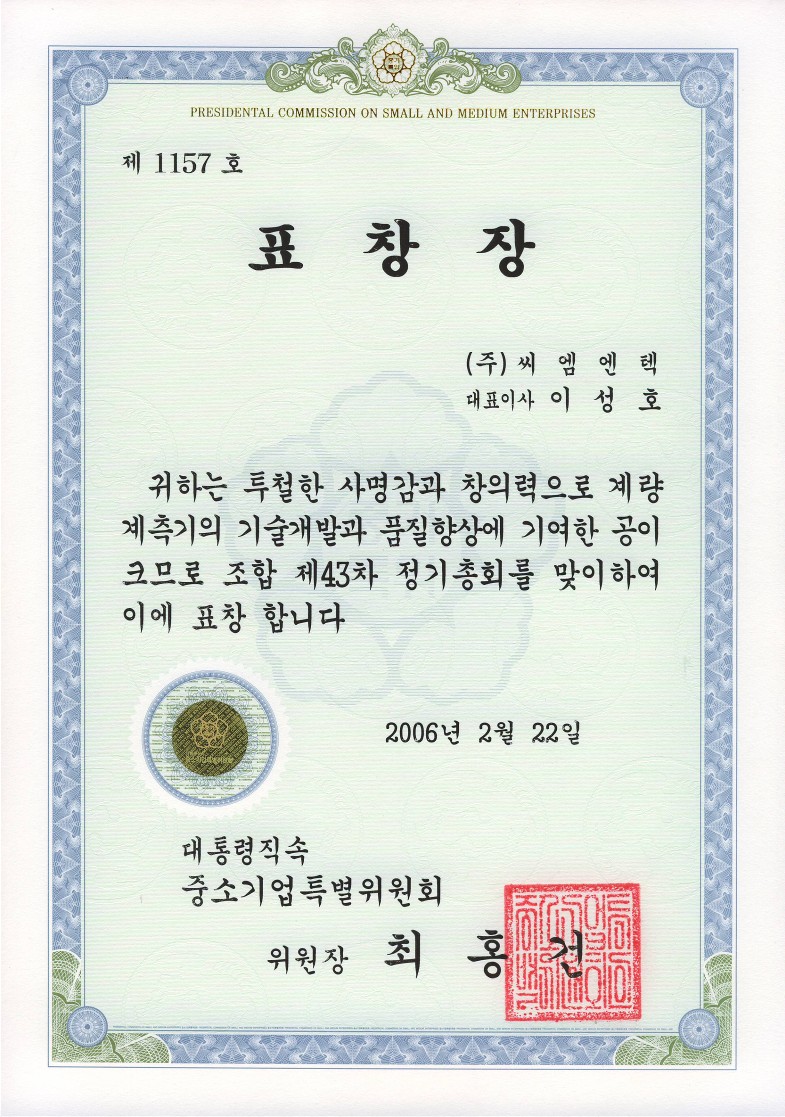 PRESIDENTAL COMMISSION ON SMALL AND MEDIUM ENTERPRISES
제 1157 호
표 창 장
(주) 씨 엠 엔 텍
대표이사 이 성 호
귀하는 투철한 사명감과 창의력으로 계량
계측기의 기술개발과 품질향상에 기여한 공이
크므로 조합 제43차 정기총회를 맞이하여
이에 표창 합니다
2006년 2월 22일
대통령직속
중소기업특별위원회
위원장 최 홍 건